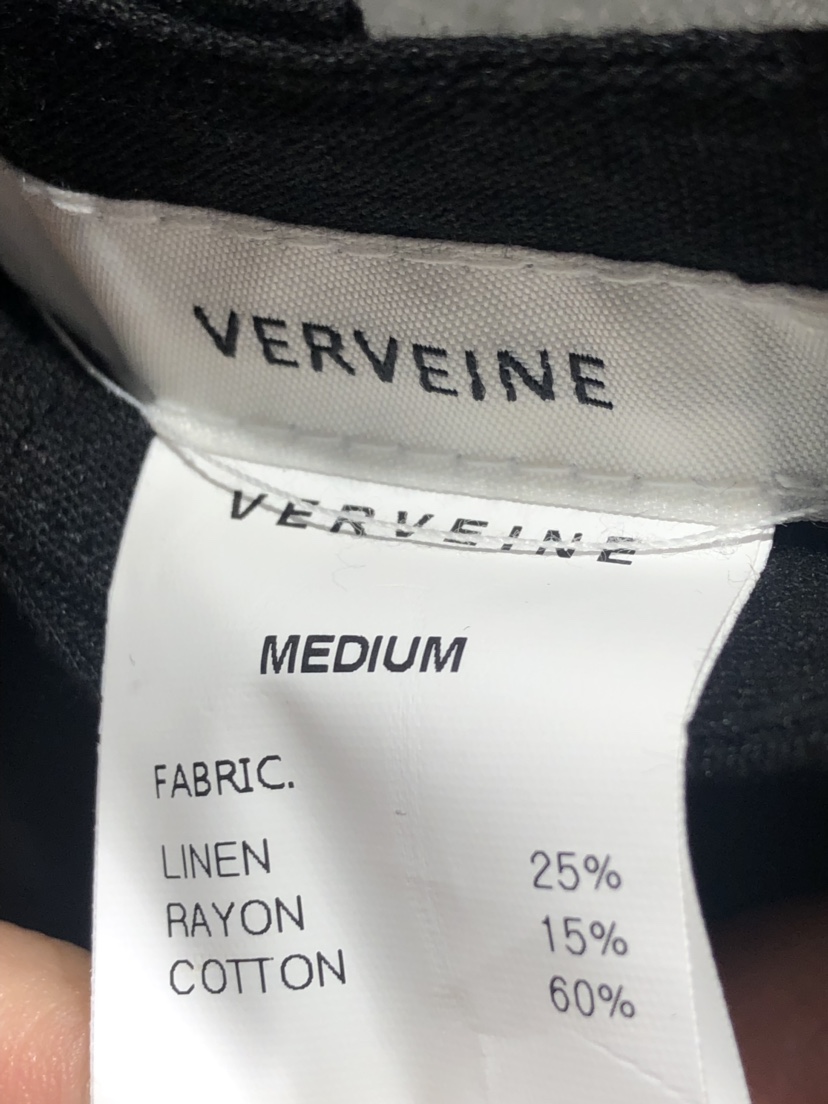 VERVEINE
VERVEINE
MEDIUM
FABRIC.
LINEN 25%
RAYON 15%
COTTON 60%